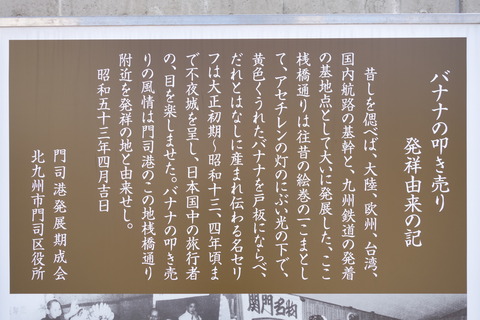 バナナの叩き売り
発祥由来の記
昔しを偲べば、大陸、欧州、台湾、
国内航路の基幹と、九州鉄道の発着
の基地点として大いに発展した、ここ
桟橋通りは往昔の絵巻の一こまとし
て、アセチレンの灯のにぶい光の下で、
黄色くうれたバナナを戸板にならべ、
だれとはなしに産まれ伝わる名セリ
フは大正初期~昭和十三、四年頃ま
で不夜城を呈し、日本国中の旅行者
の、目を楽しませた。バナナの叩き売
りの風情は門司港のこの地桟橋通り
附近を発祥の地と由来せし。
昭和五十三年四月吉日
門司港発展期成会
北九州市門司区役所
関門名物